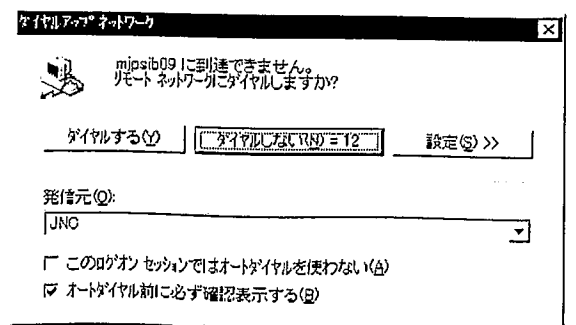 ﾀﾞｲﾔﾙｱｯﾌﾟ ﾈｯﾄﾜｰｸ
mjpsib09 に到達できません。
ﾘﾓｰﾄ ﾈｯﾄﾜｰｸにﾀﾞｲﾔﾙしますか?
ﾀﾞｲﾔﾙする(Y)
ﾀﾞｲﾔﾙしない(N) = 12
設定(S) >>
発信元(O):
JNC
このﾛｸﾞｵﾝ ｾｯｼｮﾝではｵｰﾄﾀﾞｲﾔﾙを使わない(A)
ｵｰﾄﾀﾞｲﾔﾙ前に必ず確認表示する(B)